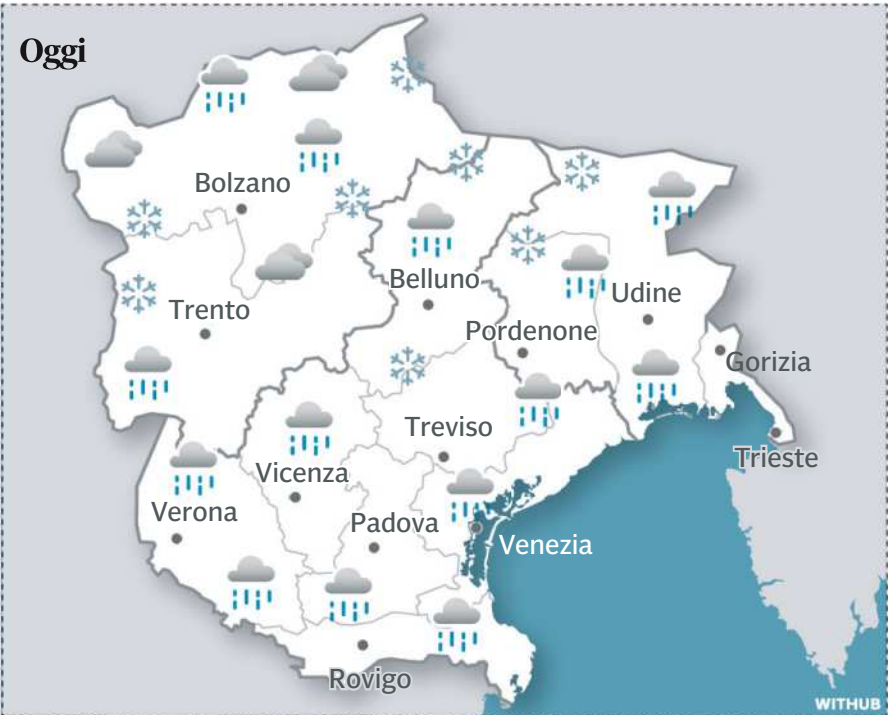 Oggi
Bolzano
Belluno
Trento
Udine
Pordenone
Gorizia
Treviso
Trieste
Vicenza
Verona
Padova
Venezia
Rovigo
WITHUB